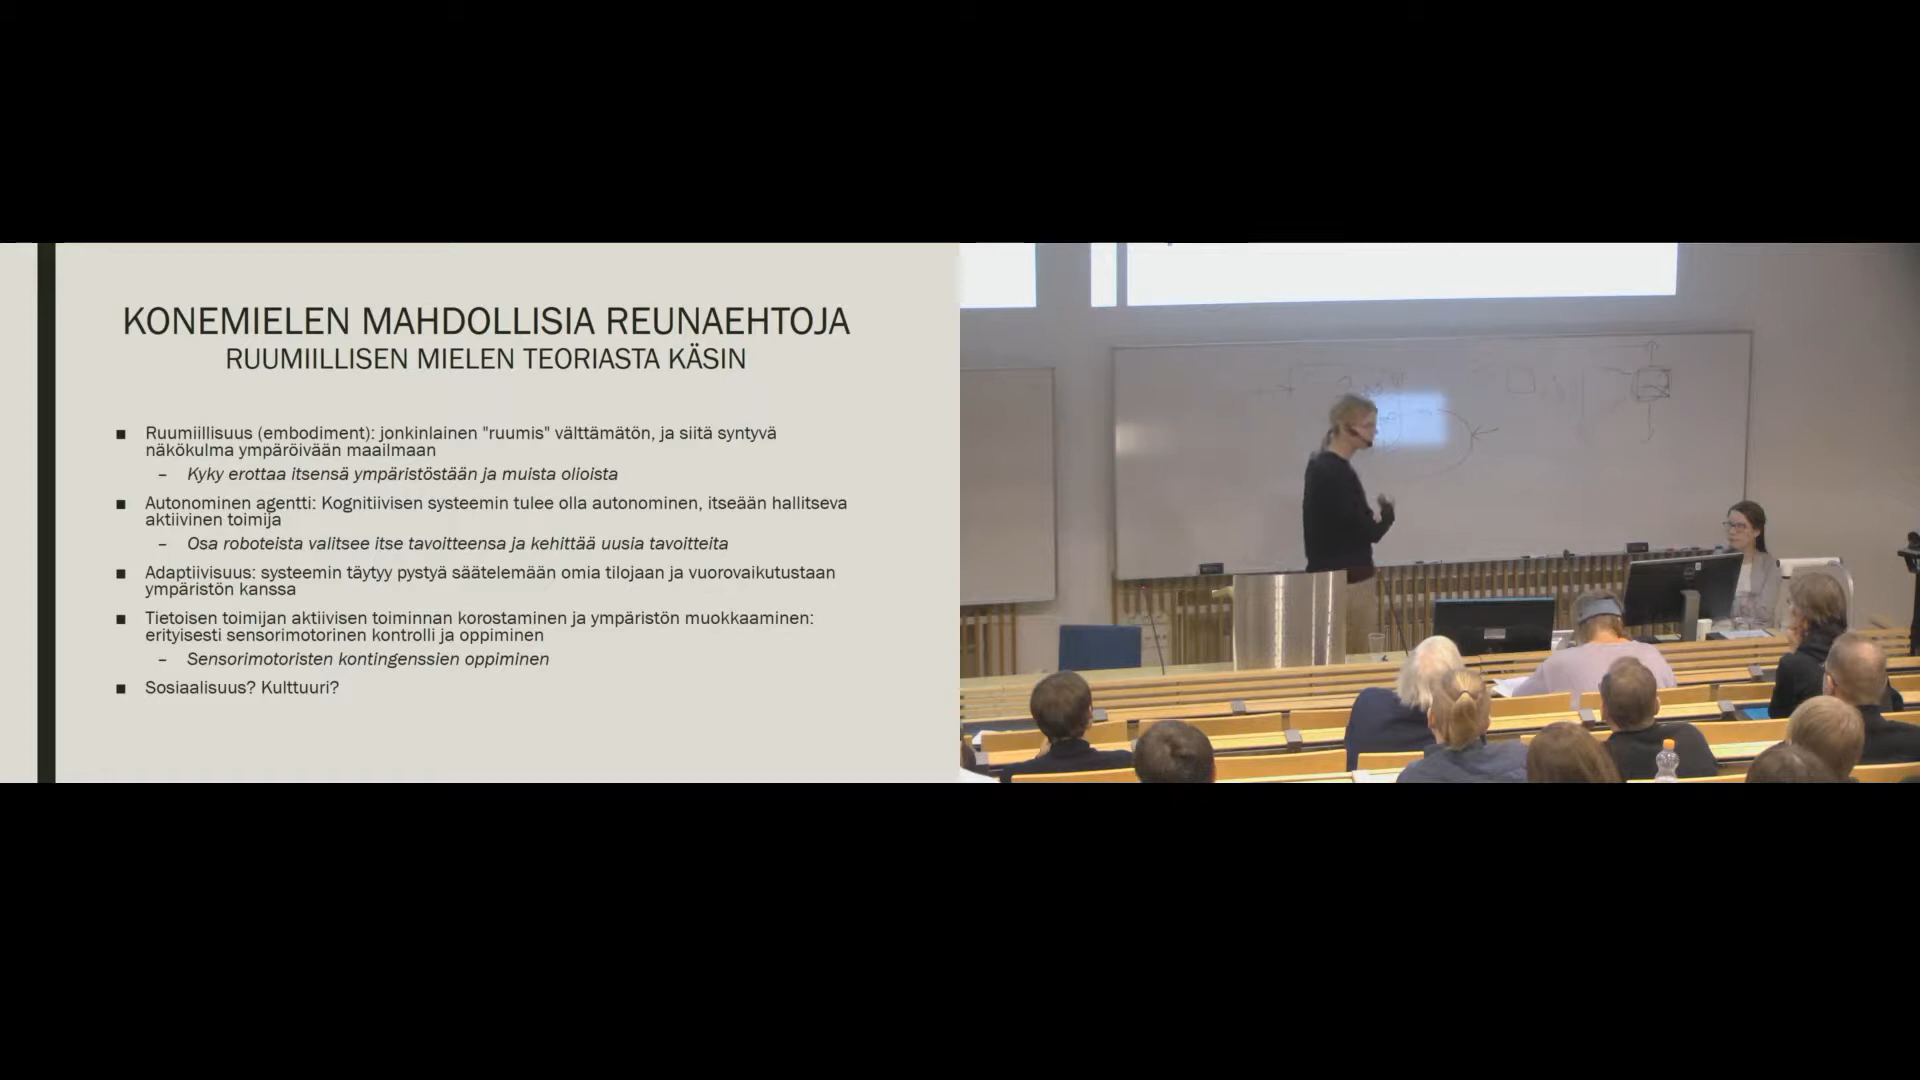 KONEMIELEN MAHDOLLISIA REUNAEHTOJA
RUUMIILLISEN MIELEN TEORIASTA KÄSIN
■ Ruumiillisuus (embodiment): jonkinlainen "ruumis" välttämätön, ja siitä syntyvä
näkökulma ympäröivään maailmaan
– Kyky erottaa itsensä ympäristöstään ja muista olioista
■ Autonominen agentti: Kognitiivisen systeemin tulee olla autonominen, itseään hallitseva
aktiivinen toimija
– Osa roboteista valitsee itse tavoitteensa ja kehittää uusia tavoitteita
■ Adaptiivisuus: systeemin täytyy pystyä säätelemään omia tilojaan ja vuorovaikutustaan
ympäristön kanssa
■ Tietoisen toimijan aktiivisen toiminnan korostaminen ja ympäristön muokkaaminen:
erityisesti sensorimotorinen kontrolli ja oppiminen
– Sensorimotoristen kontingenssien oppiminen
■ Sosiaalisuus? Kulttuuri?